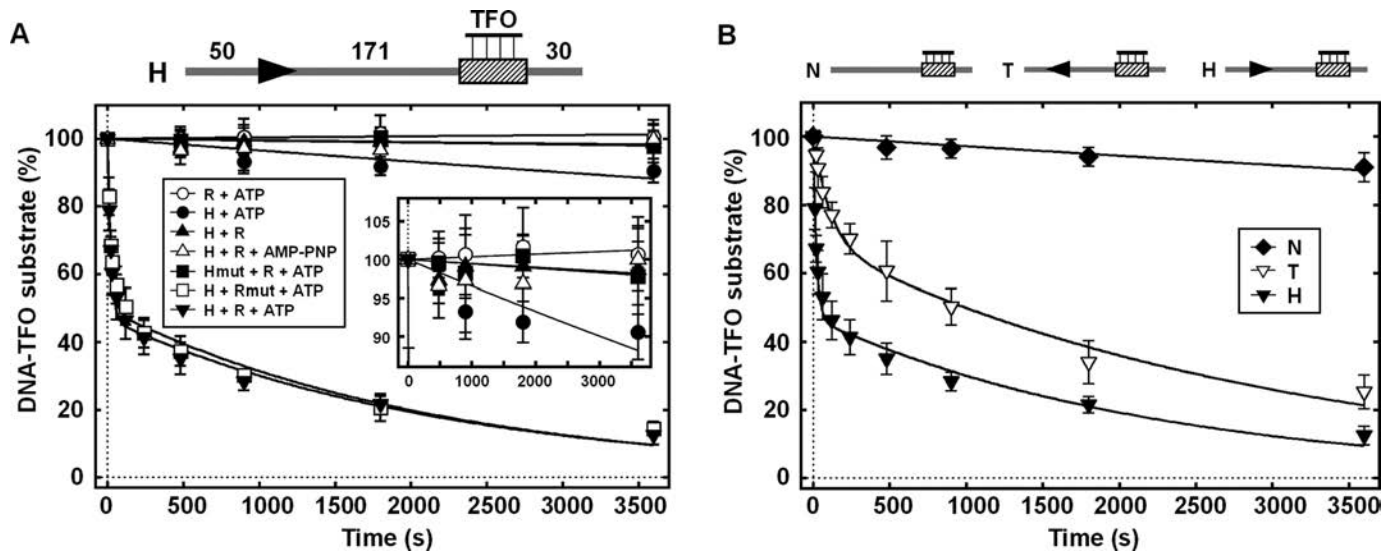 A
TFO
50 171 30
H
DNA-TFO substrate (%)
100
80
60
40
20
0
R + ATP
H + ATP
H + R
H + R + AMP-PNP
Hmut + R + ATP
H + Rmut + ATP
H + R + ATP
105
100
95
90
0 1000 2000 3000
0 500 1000 1500 2000 2500 3000 3500
Time (s)
B
N T H
DNA-TFO substrate (%)
100
80
60
40
20
0
N
T
H
0 500 1000 1500 2000 2500 3000 3500
Time (s)